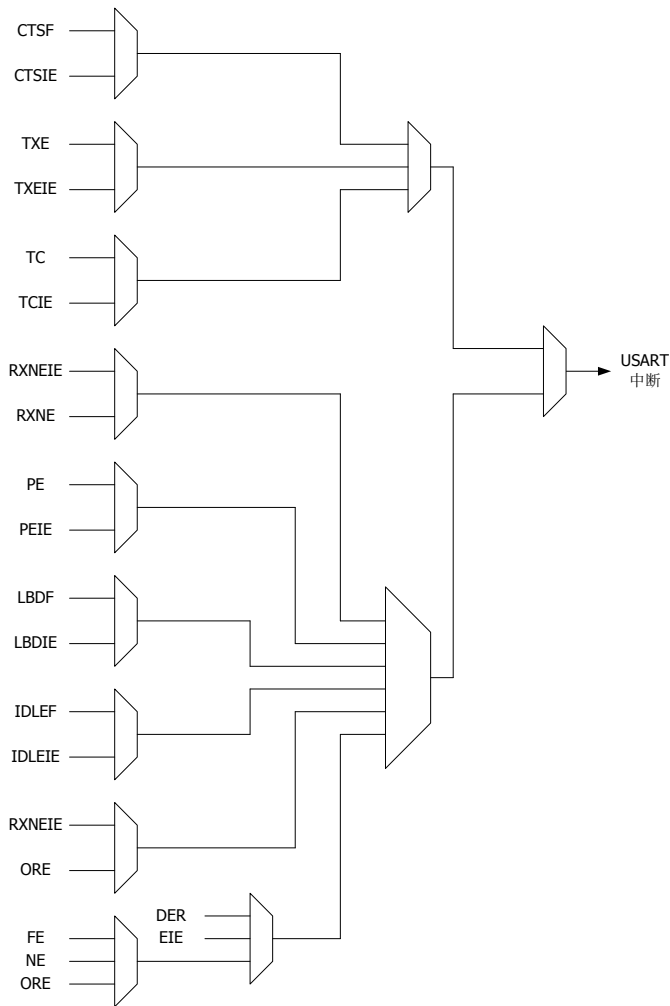 CTSF
CTSIE
TXE
TXEIE
TC
TCIE
RXNEIE
RXNE
USART
中断
PE
PEIE
LBDF
LBDIE
IDLEF
IDLEIE
RXNEIE
ORE
DER
EIE
FE
NE
ORE